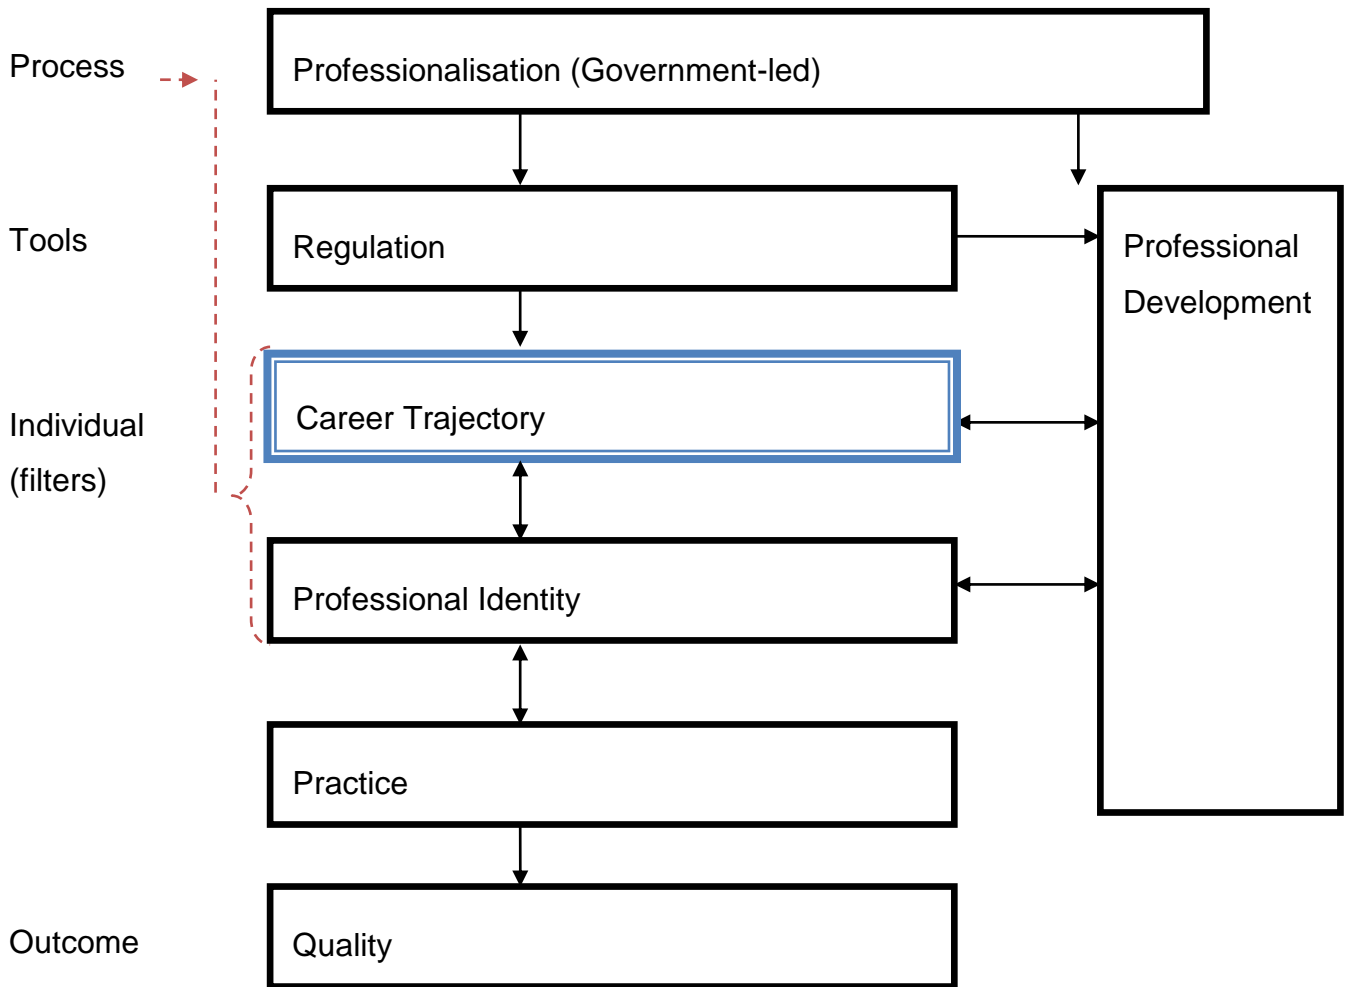 Process
Professionalisation (Government-led)
Tools
Regulation
Professional
Development
Individual
(filters)
Career Trajectory
Professional Identity
Practice
Outcome
Quality